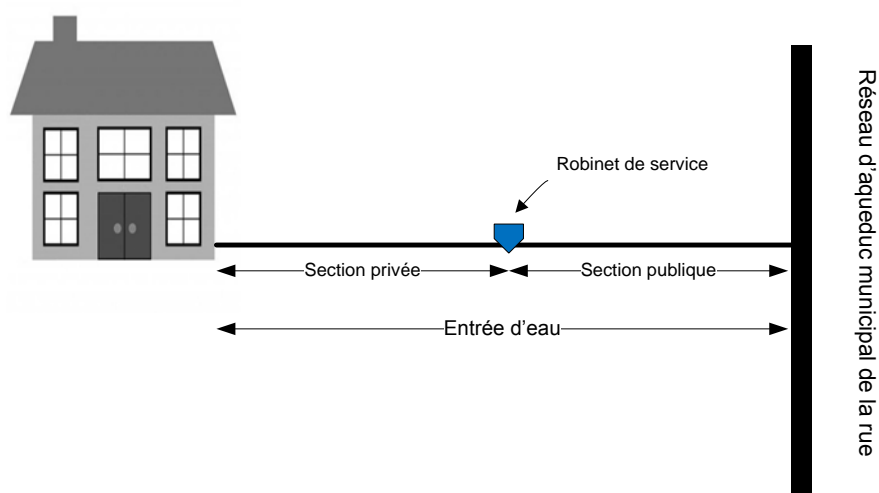 Robinet de service
Section privée
Section publique
Entrée d'eau
Réseau d'aqueduc municipal de la rue